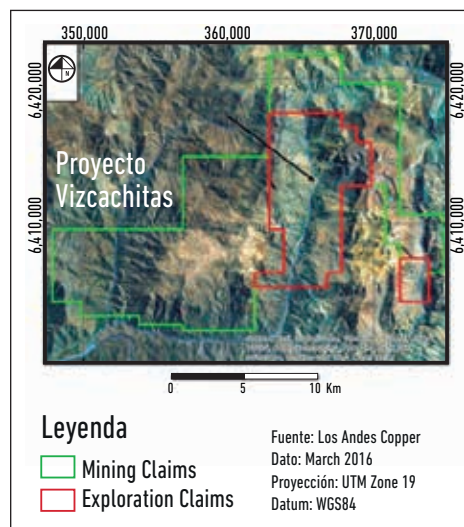 350,000 360,000 370,000
N
6,420,000 6,420,000
Proyecto
Vizcachitas
6,410,000 6,410,000
0 5 10 Km
Leyenda
Mining Claims
Exploration Claims
Fuente: Los Andes Copper
Dato: March 2016
Proyección: UTM Zone 19
Datum: WGS84